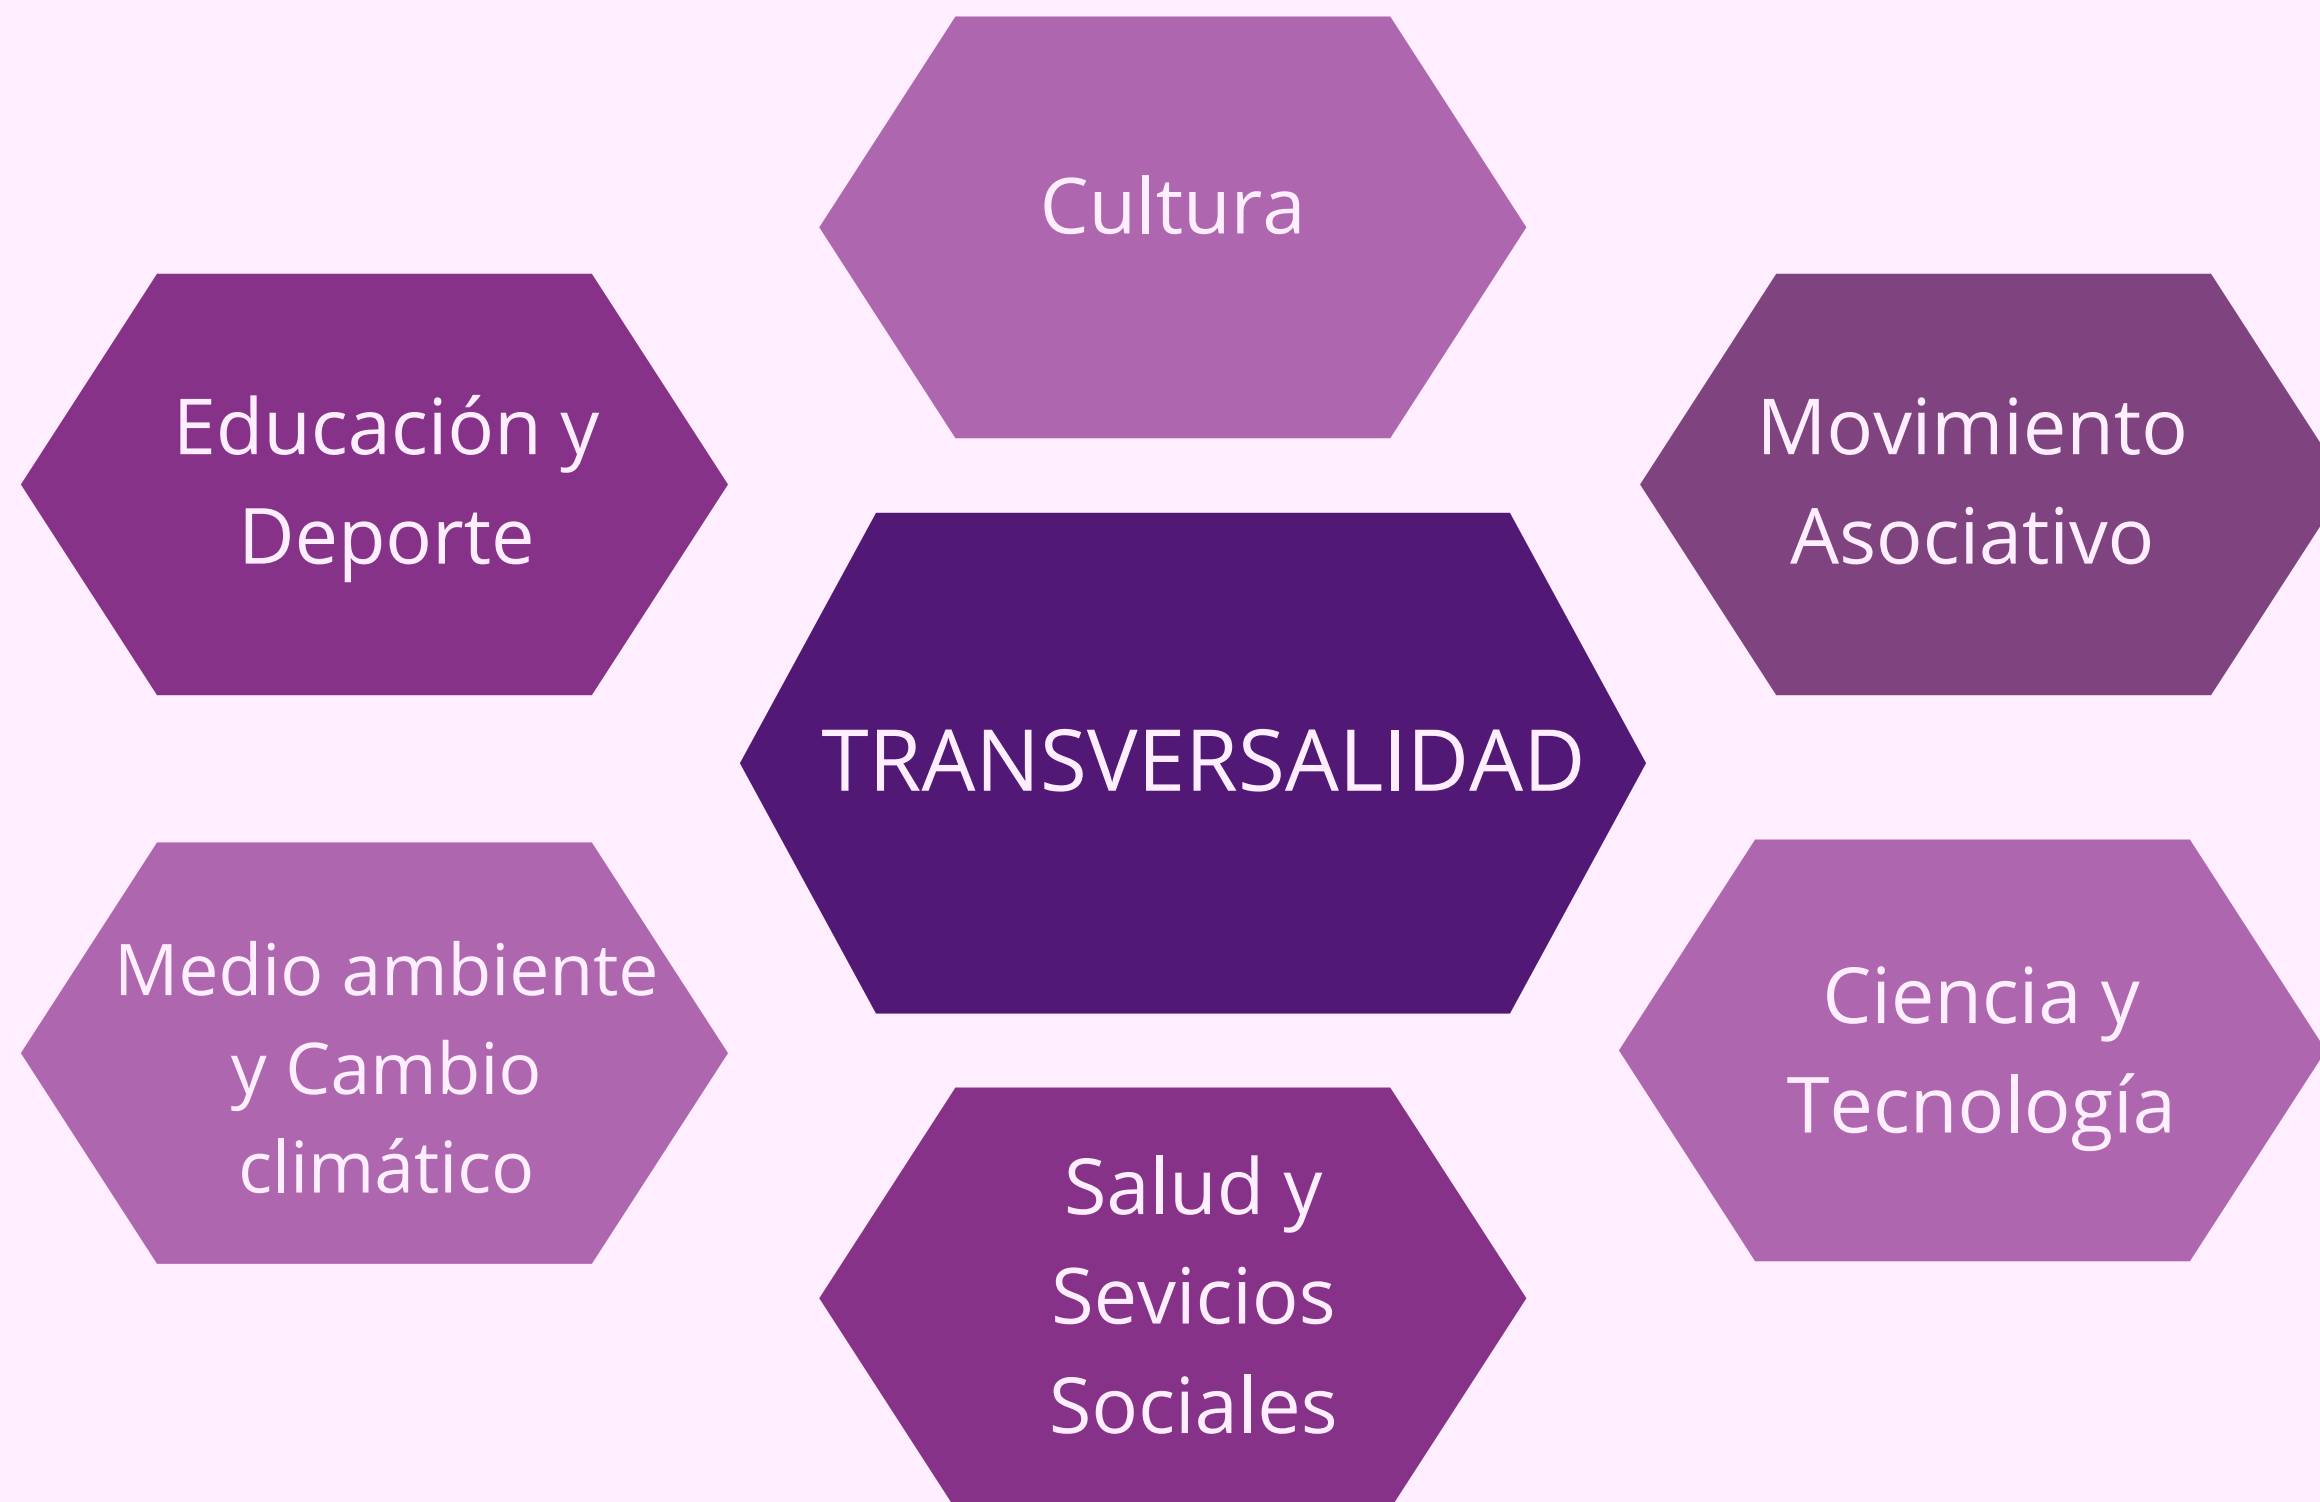 Cultura
Educación y
Deporte
Movimiento
Asociativo
TRANSVERSALIDAD
Medio ambiente
y Cambio
climático
Ciencia y
Tecnología
Salud y
Sevicios
Sociales